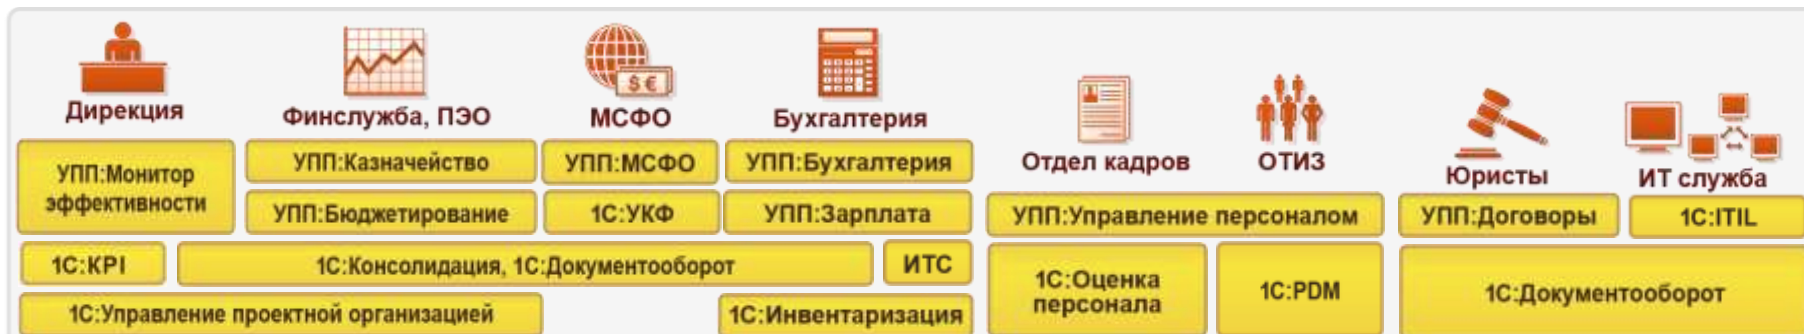 $ €
Дирекция
Финслужба, ПЭО
МСФО
Бухгалтерия
Отдел кадров
ОТИЗ
Юристы
ИТ служба
УПП:Монитор
эффективности
УПП:Казначейство
УПП:МСФО
УПП:Бухгалтерия
УПП:Бюджетирование
1С:УКФ
УПП:Зарплата
УПП:Управление персоналом
УПП:Договоры
1С:ITIL
1С:KPI
1С:Консолидация, 1С:Документооборот
ИТС
1С:Оценка
персонала
1С:PDM
1С:Документооборот
1С:Управление проектной организацией
1С:Инвентаризация